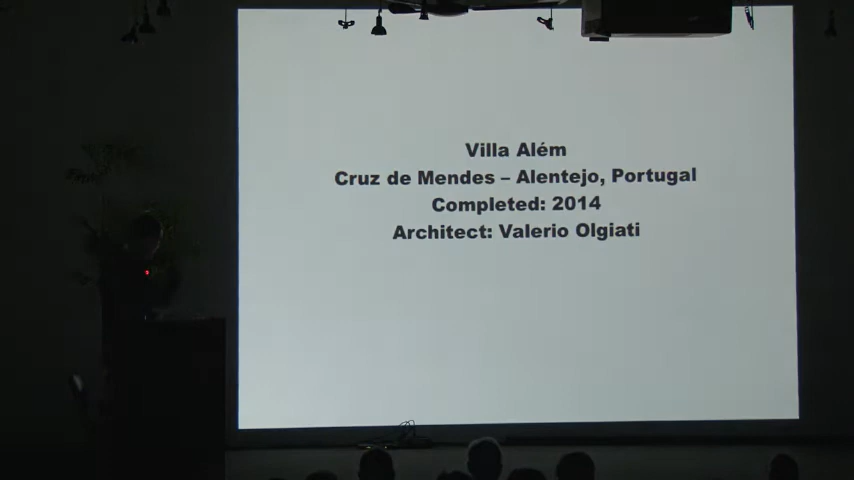 Villa Além
Cruz de Mendes – Alentejo, Portugal
Completed: 2014
Architect: Valerio Olgiati